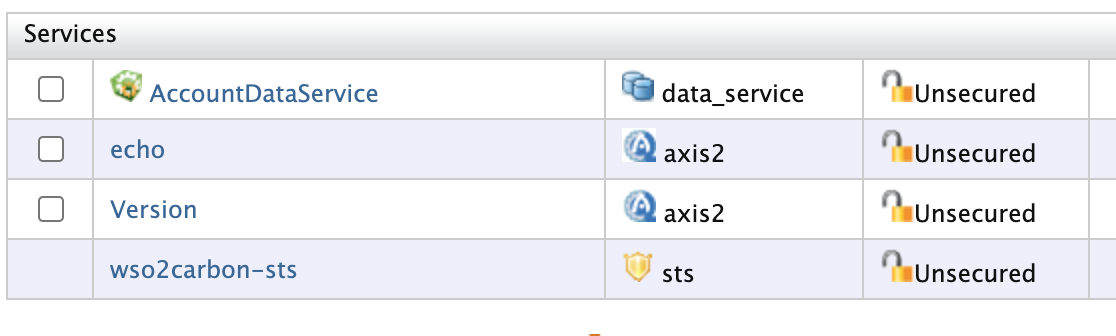 Services
AccountDataService data_service Unsecured
echo axis2 Unsecured
Version axis2 Unsecured
wso2carbon-sts sts Unsecured